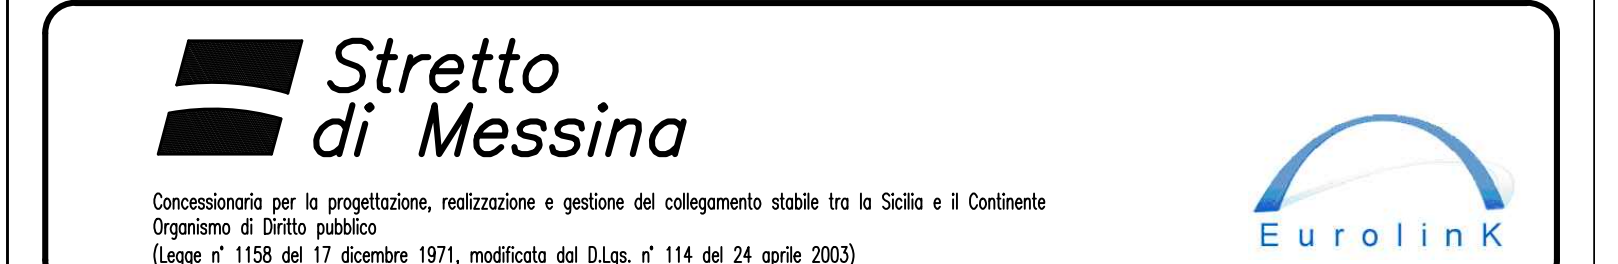 Stretto
di Messina
Concessionaria per la progettazione, realizzazione e gestione del collegamento stabile tra la Sicilia e il Continente
Organismo di Diritto pubblico
(Legge n° 1158 del 17 dicembre 1971, modificata dal D.Lgs. n° 114 del 24 aprile 2003)
EurolinK